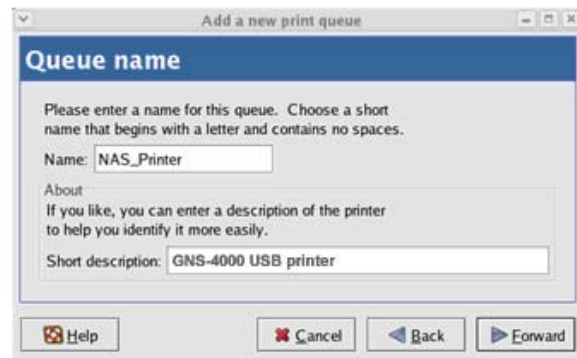 Add a new print queue
Queue name
Please enter a name for this queue. Choose a short
name that begins with a letter and contains no spaces.
Name: NAS_Printer
About
If you like, you can enter a description of the printer
to help you identify it more easily.
Short description: GNS-4000 USB printer
Help Cancel Back Forward